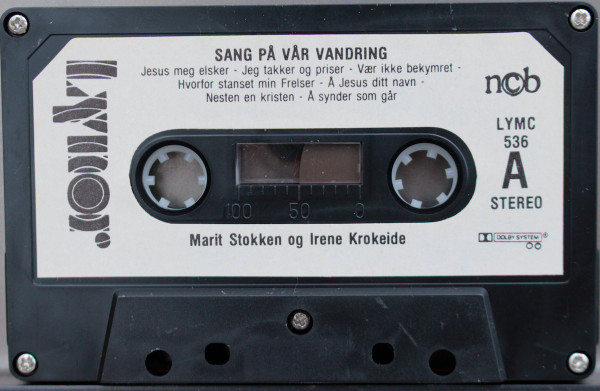 SANG PÅ VÅR VANDRING
Jesus meg elsker - Jeg takker og priser - Vær ikke bekymret -
Hvorfor stanset min Frelser - Å Jesus ditt navn -
Nesten en kristen - Å synder som går
LYMOR
ncb
LYMC
536
A
STEREO
100 50 0
Marit Stokken og Irene Krokeide
DOLBY SYSTEM ®